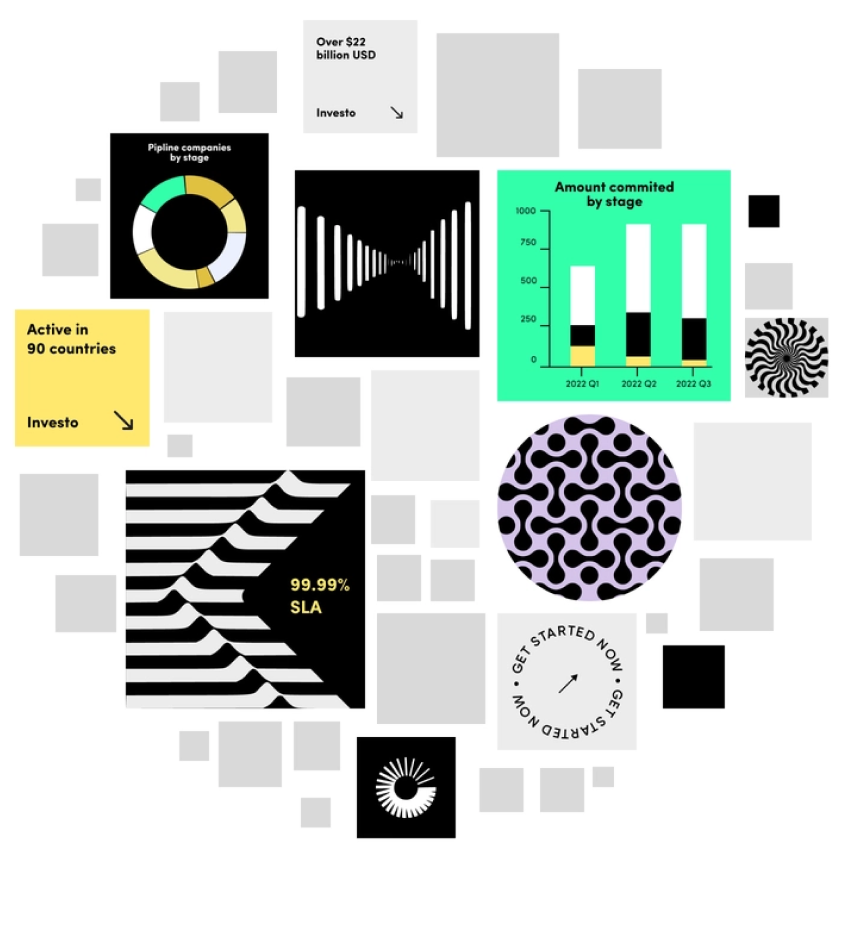 Over $22
billion USD
Investo
Pipline companies
by stage
Amount commited
by stage
1000
750
500
250
0
2022 Q1
2022 Q2
2022 Q3
Active in
90 countries
Investo
99.99%
SLA
GET STARTED NOW • GET STARTED NOW •